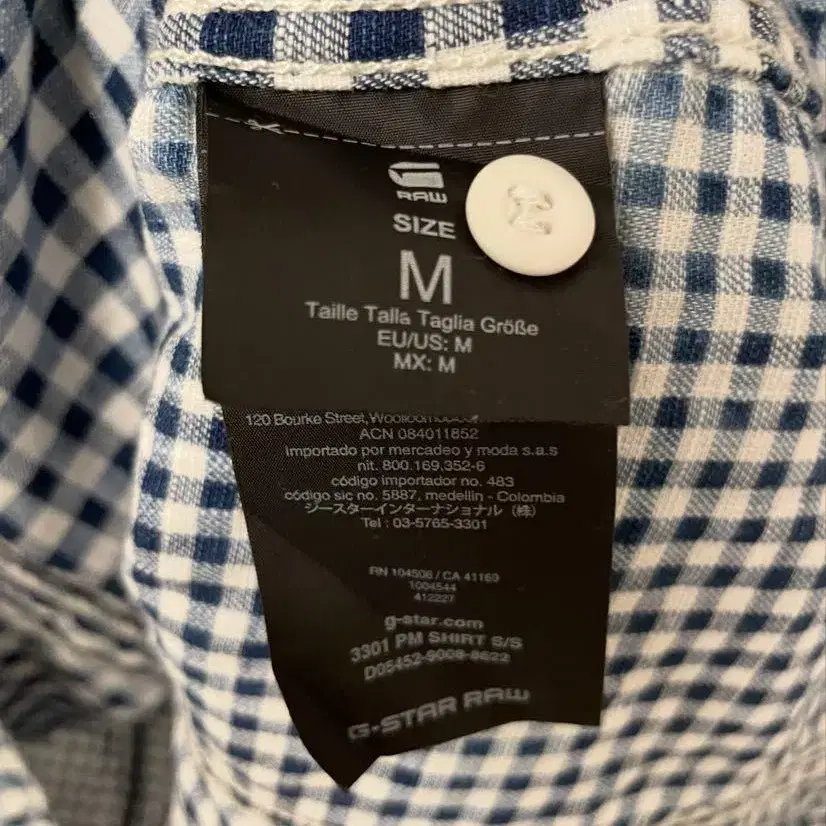 RAW
SIZE
M
Taille Talla Taglia Größe
EU/US: M
MX: M
120 Bourke Street,
ACN 084011852
importado por mercadeo y moda s.a.s
nit. 800.169,352-6
código importador no. 483
código sic no. 5887, medellin - Colombia
ジースターインターナショナル (株)
Tel : 03-5765-3301
RN 104506 / CA 41160
1004544
412227
g-star.com
3301 PM SHIRT S/S
D05452-9008-8622
G-STAR RAW